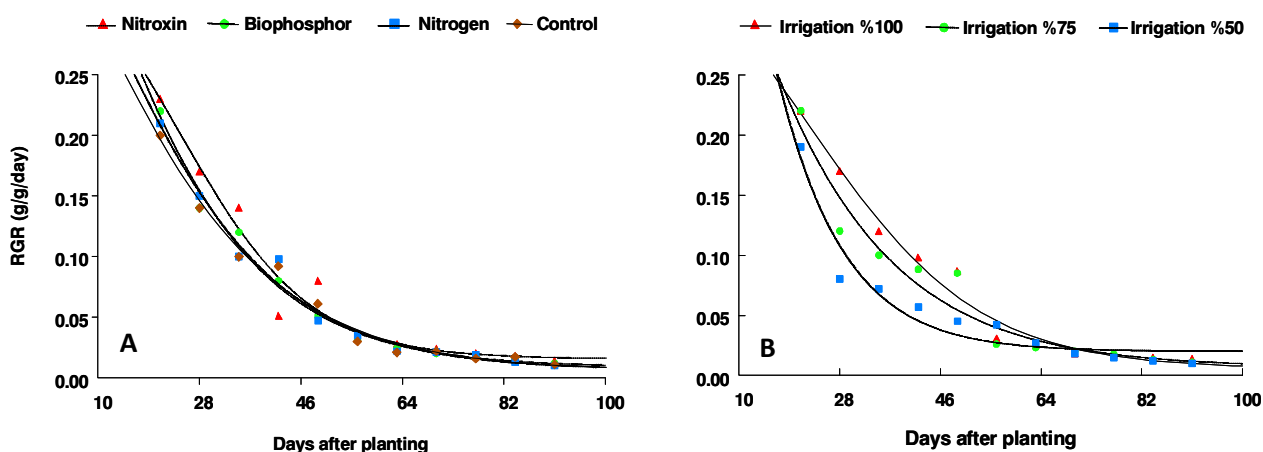 Nitroxin Biophosphor Nitrogen Control
0.25
0.20
0.15
0.10
0.05
0.00
RGR (g/g/day)
A
10 28 46 64 82 100
Days after planting
Irrigation %100 Irrigation %75 Irrigation %50
0.25
0.20
0.15
0.10
0.05
0.00
B
10 28 46 64 82 100
Days after planting